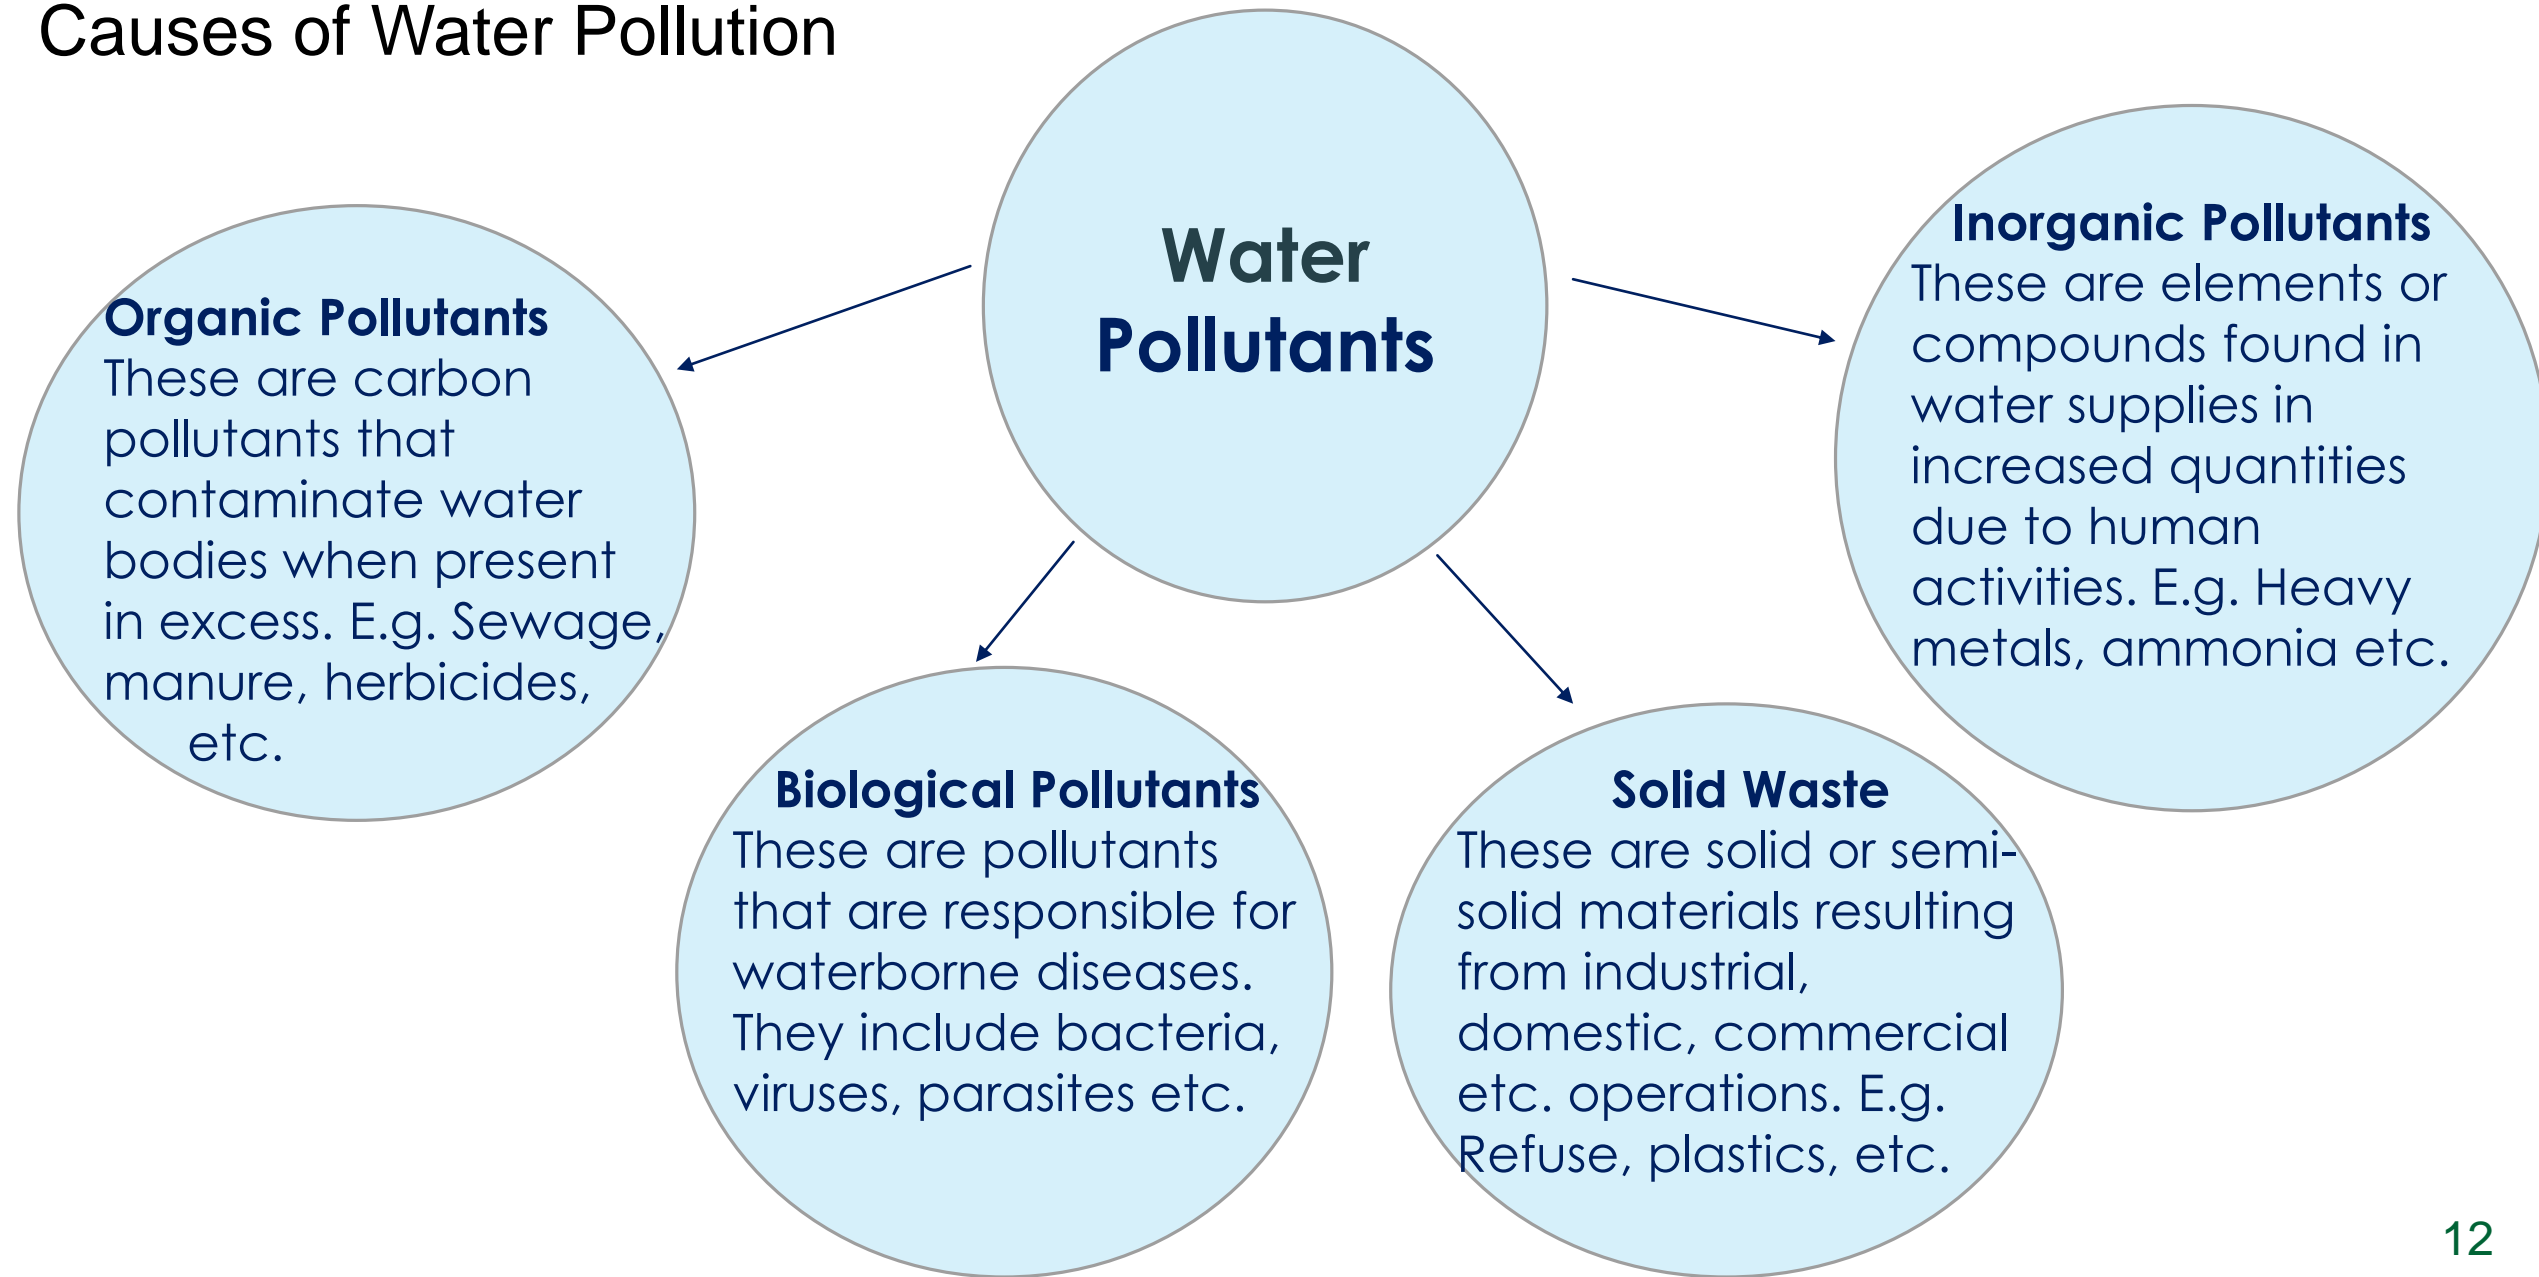 Causes of Water Pollution
Water
Pollutants
Organic Pollutants
These are carbon
pollutants that
contaminate water
bodies when present
in excess. E.g. Sewage,
manure, herbicides,
etc.
Biological Pollutants
These are pollutants
that are responsible for
waterborne diseases.
They include bacteria,
viruses, parasites etc.
Solid Waste
These are solid or semi-
solid materials resulting
from industrial,
domestic, commercial
etc. operations. E.g.
Refuse, plastics, etc.
Inorganic Pollutants
These are elements or
compounds found in
water supplies in
increased quantities
due to human
activities. E.g. Heavy
metals, ammonia etc.
12